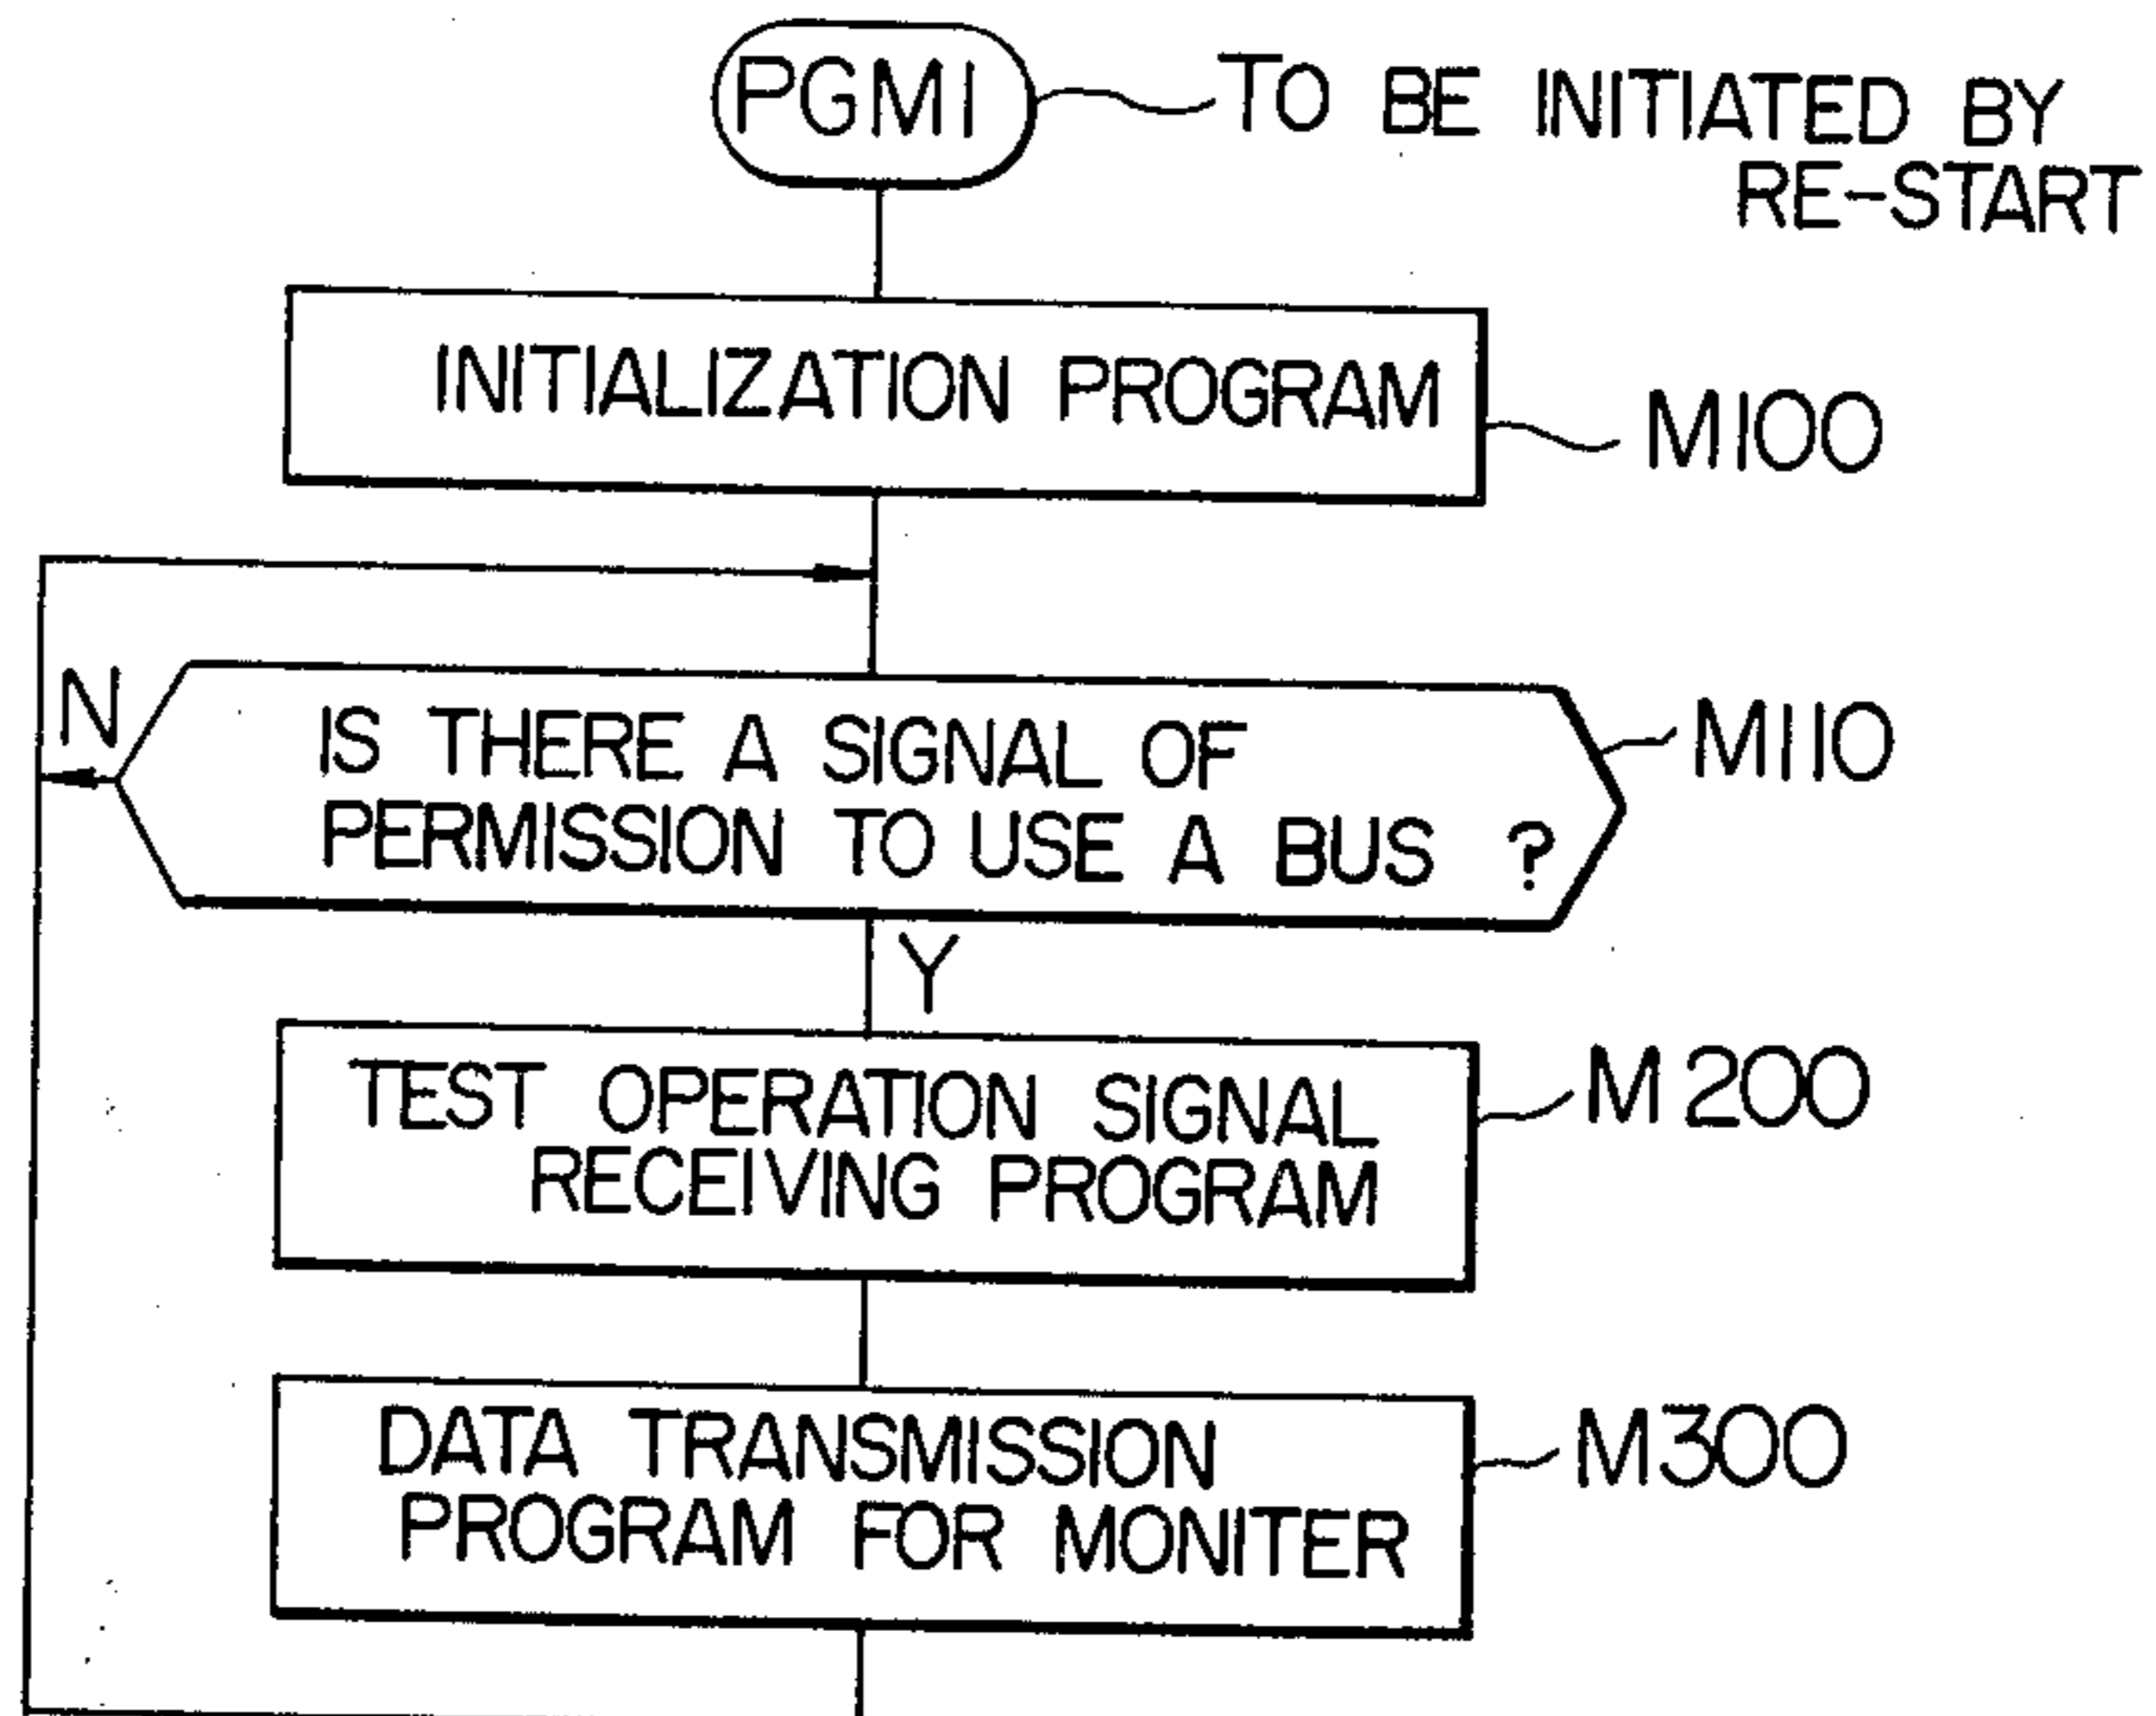 PGM1
TO BE INITIATED BY
RE-START
INITIALIZATION PROGRAM
M100
N
IS THERE A SIGNAL OF
PERMISSION TO USE A BUS ?
M110
Y
TEST OPERATION SIGNAL
RECEIVING PROGRAM
M200
DATA TRANSMISSION
PROGRAM FOR MONITER
M300